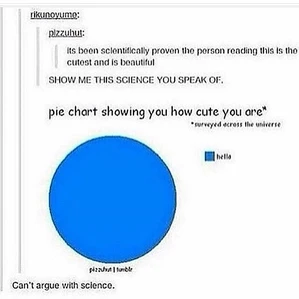 rikunoyume:
pizzuhut:
its been scientifically proven the person reading this is the
cutest and is beautiful
SHOW ME THIS SCIENCE YOU SPEAK OF.
pie chart showing you how cute you are*
*surveyed across the universe
hella
pizzuhut | tumblr
Can't argue with science.